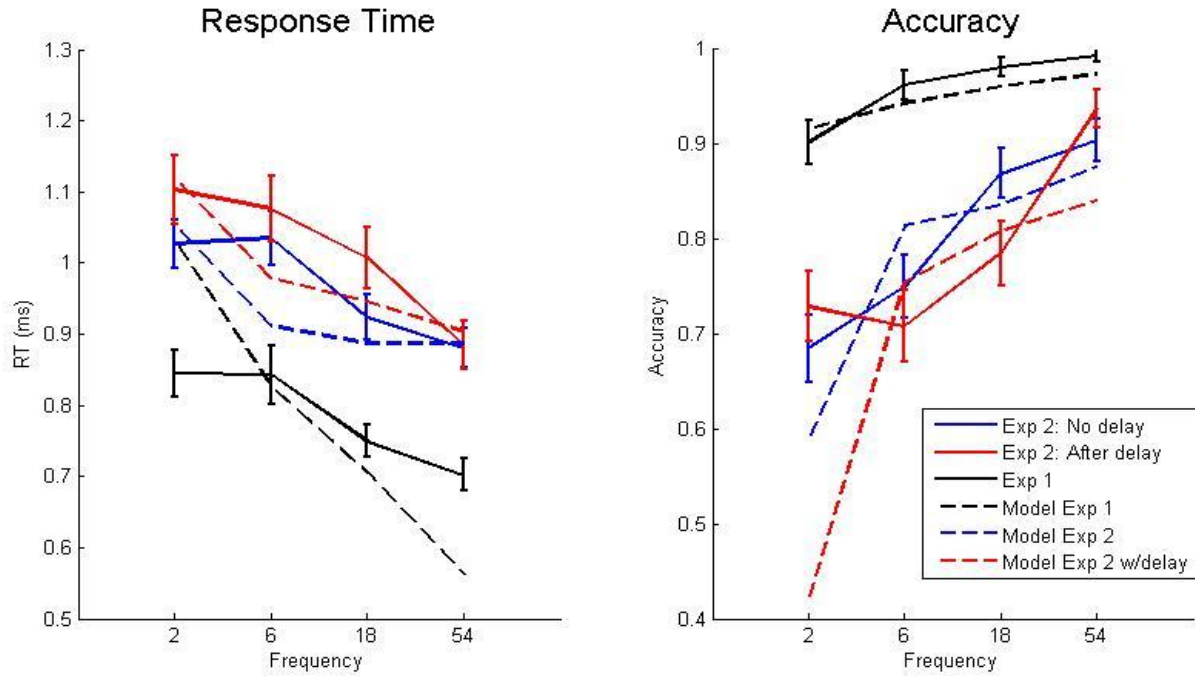 Response Time
1.3
1.2
1.1
1
0.9
0.8
0.7
0.6
0.5
RT (ms)
2 6 18 54
Frequency
Accuracy
1
0.9
0.8
0.7
0.6
0.5
0.4
Accuracy
2 6 18 54
Frequency
Exp 2: No delay
Exp 2: After delay
Exp 1
Model Exp 1
Model Exp 2
Model Exp 2 w/delay